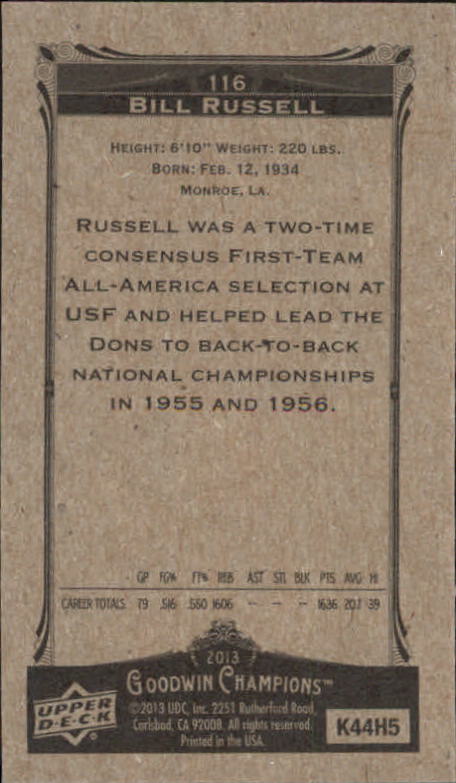 116
BILL RUSSELL
HEIGHT: 6'10" WEIGHT: 220 LBS.
BORN: FEB. 12, 1934
MONROE, LA.
RUSSELL WAS A TWO-TIME
CONSENSUS FIRST-TEAM
ALL-AMERICA SELECTION AT
USF AND HELPED LEAD THE
DONS TO BACK-TO-BACK
NATIONAL CHAMPIONSHIPS
IN 1955 AND 1956.
GP FG% FT% REB AST STL BLK PTS AVG HI
CAREER TOTALS 79 .516 .550 1606 – – – 1636 20.7 39
2013
GOODWIN CHAMPIONS™
©2013 UDC, Inc. 2251 Rutherford Road,
Carlsbad, CA 92008. All rights reserved.
Printed in the USA.
UPPER
D·E·C·K
K44H5